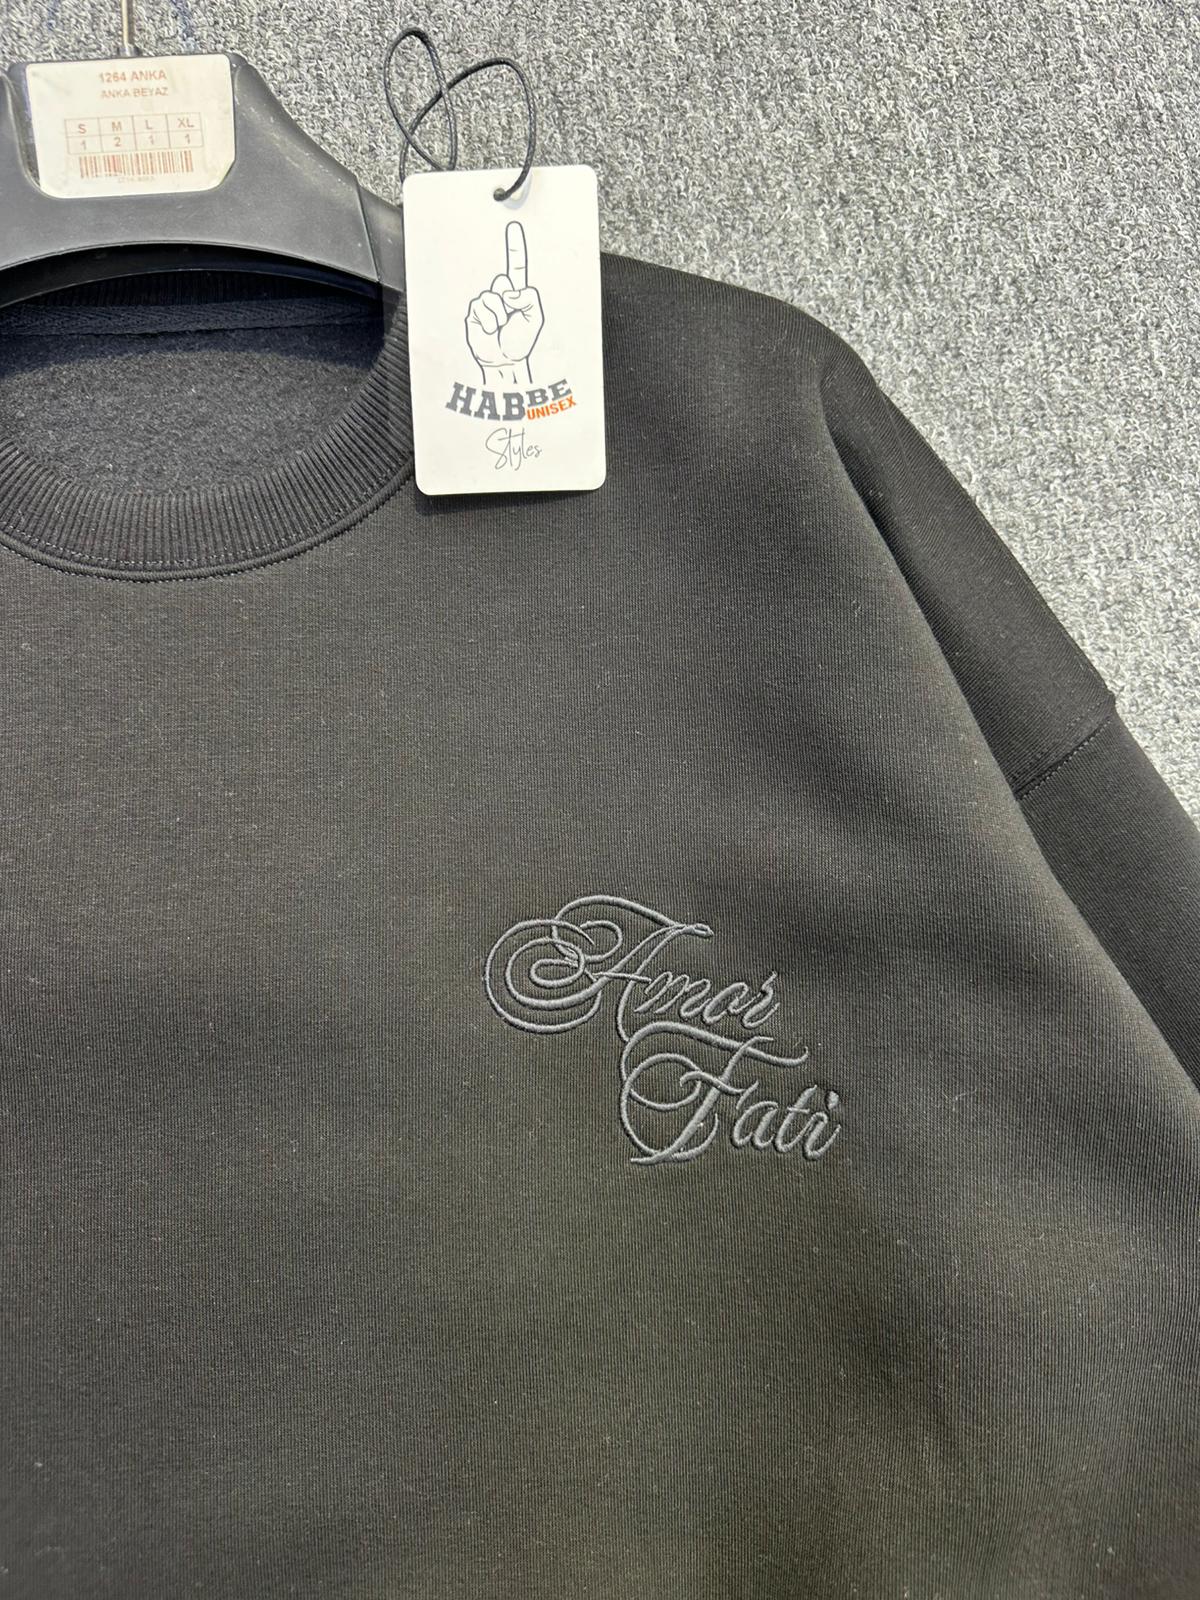 1264 ANKA
ANKA BEYAZ
S M L XL
1 2 1 1
HABBE
UNISEX
Styles
Amor
Fati